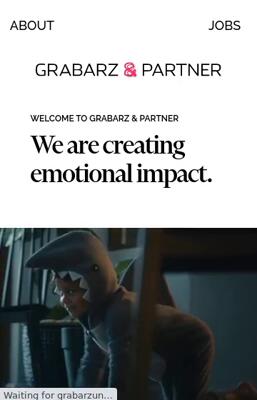 ABOUT JOBS
GRABARZ & PARTNER
WELCOME TO GRABARZ & PARTNER
We are creating
emotional impact.
Waiting for grabarzun...